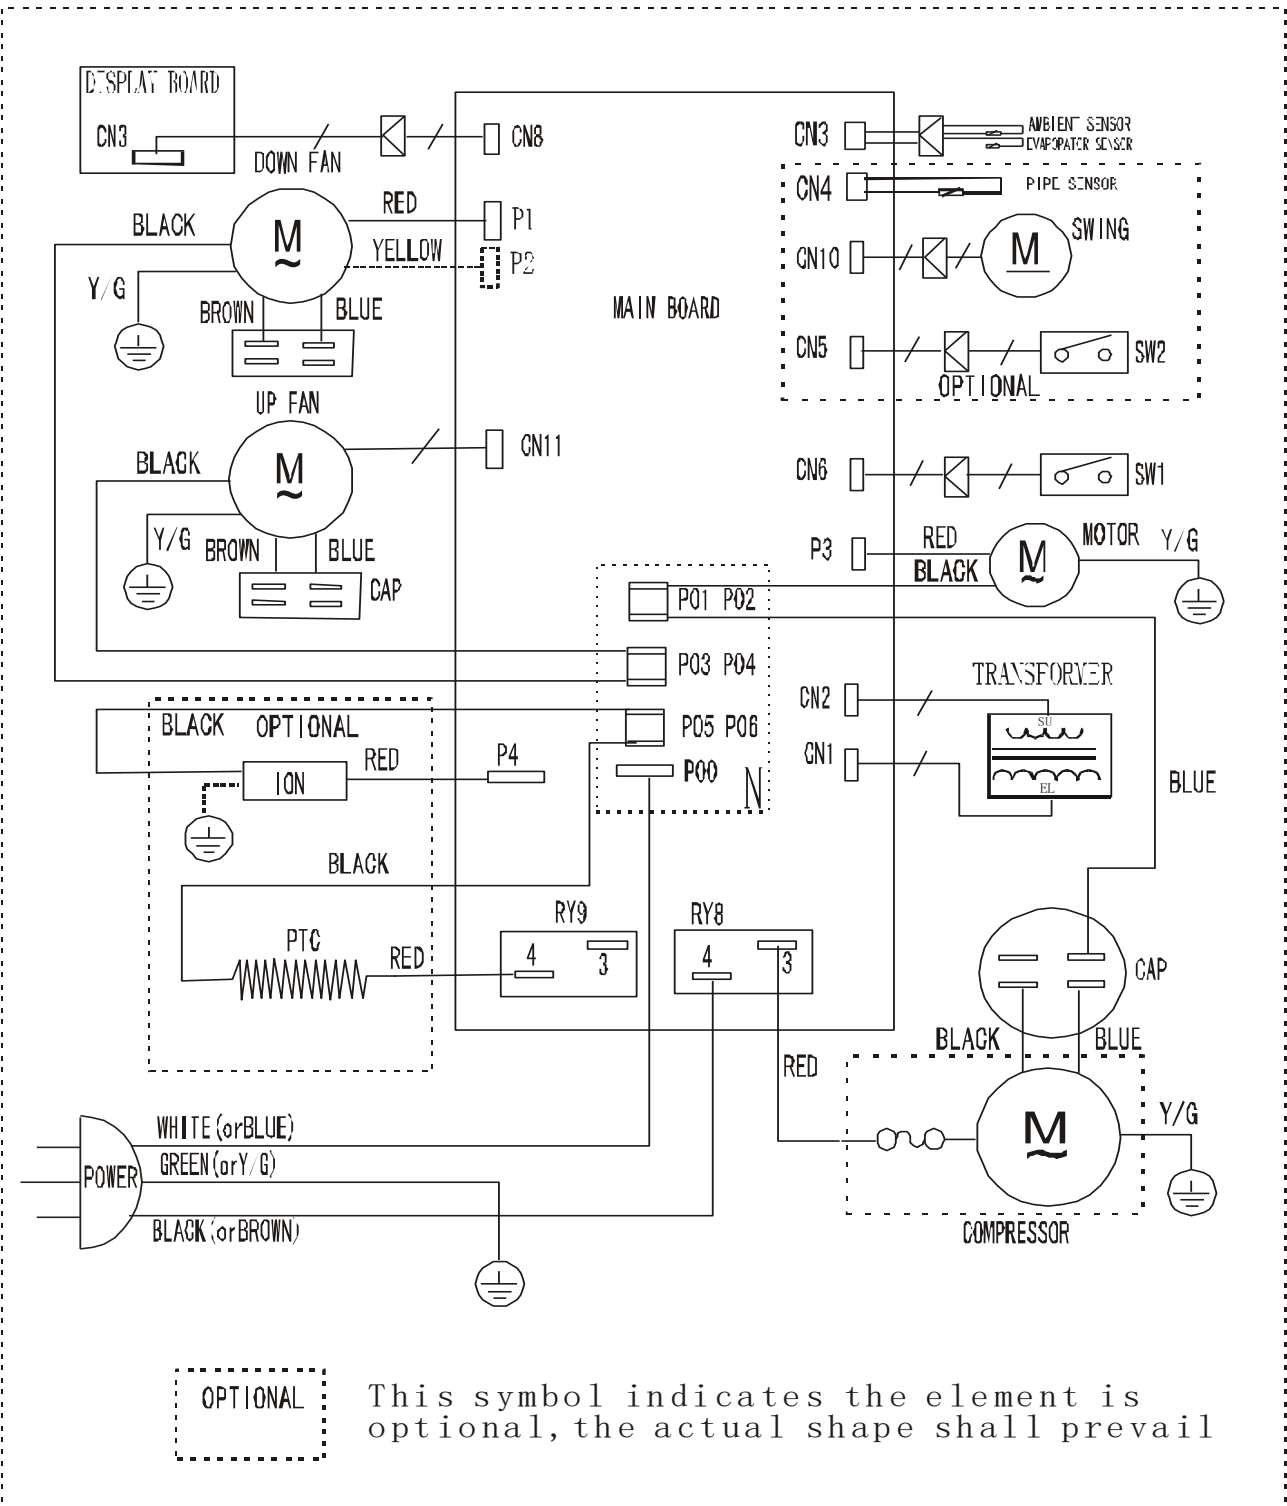 DISPLAY BOARD
CN3
DOWN FAN
CN8
CN3
AMBIENT SENSOR
EVAPORATOR SENSER
CN4
PIPE SENSOR
BLACK
M
RED
P1
YELLOW
P2
Y/G
BROWN
BLUE
MAIN BOARD
CN10
M
SWING
CN5
SW2
OPTIONAL
UP FAN
BLACK
M
CN11
CN6
SW1
Y/G
BROWN
BLUE
CAP
P3
RED
BLACK
M
MOTOR
Y/G
P01 P02
P03 P04
CN2
TRANSFORMER
SU
CN1
EL
BLUE
BLACK
OPTIONAL
P05 P06
RED
P4
P00
N
ION
BLACK
RY9
RY8
PTC
RED
4
3
4
3
CAP
BLACK
BLUE
RED
M
Y/G
COMPRESSOR
WHITE(orBLUE)
GREEN(orY/G)
POWER
BLACK(orBROWN)
OPTIONAL
This symbol indicates the element is
optional, the actual shape shall prevail